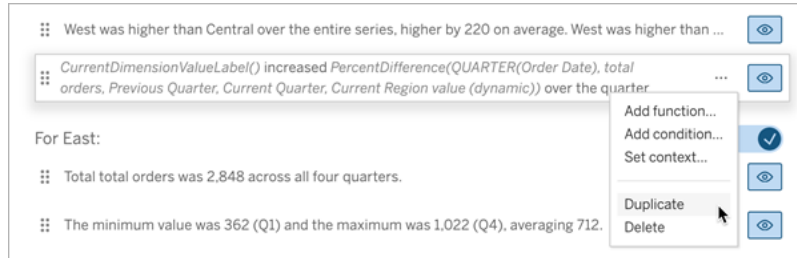 West was higher than Central over the entire series, higher by 220 on average. West was higher than ...
CurrentDimensionValueLabel() increased PercentDifference(QUARTER(Order Date), total
orders, Previous Quarter, Current Quarter, Current Region value (dynamic)) over the quarter
...
Add function...
Add condition...
Set context...
Duplicate
Delete
For East:
Total total orders was 2,848 across all four quarters.
The minimum value was 362 (Q1) and the maximum was 1,022 (Q4), averaging 712.